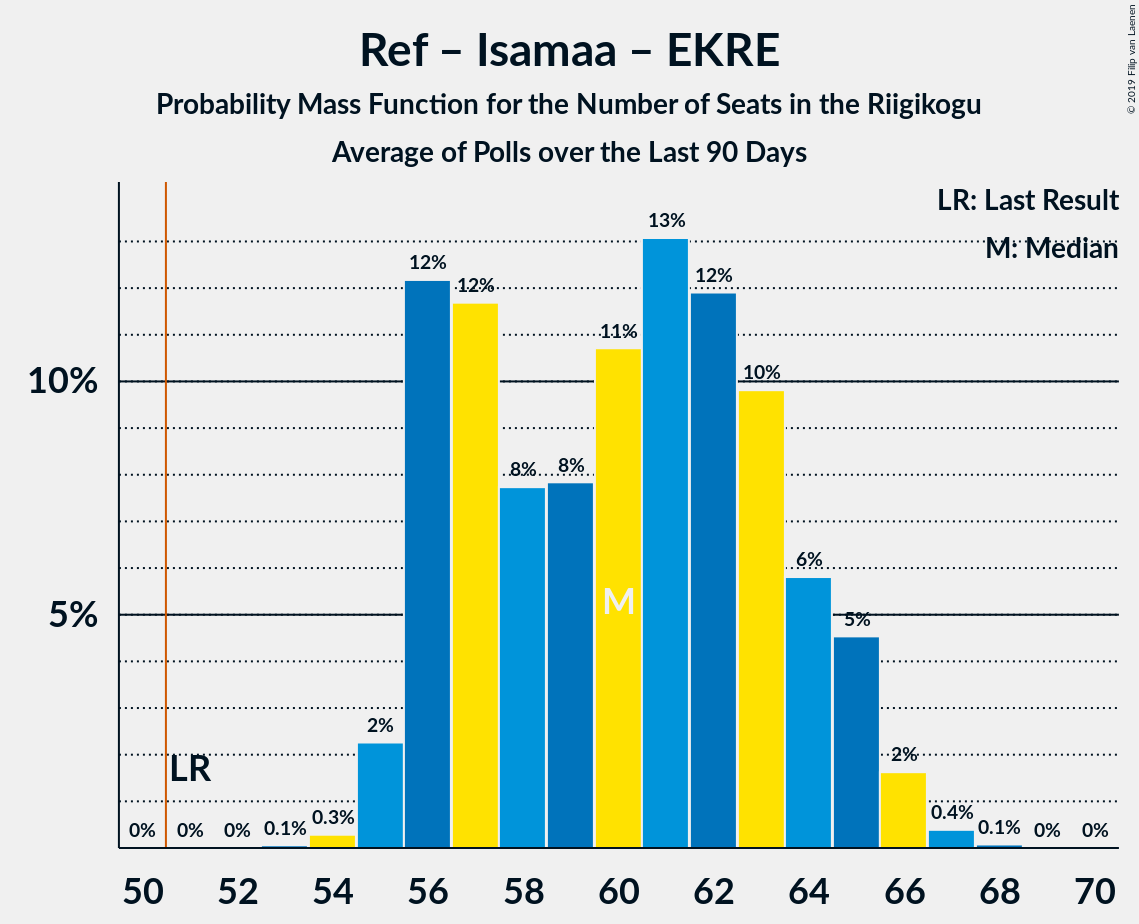 Ref – Isamaa – EKRE
Probability Mass Function for the Number of Seats in the Riigikogu
Average of Polls over the Last 90 Days
© 2019 Filip van Laenen
LR: Last Result
M: Median
13%
12%
12%
12%
11%
10%
10%
8%
8%
6%
M
5%
5%
2%
2%
LR
0%
0%
0%
0.1%
0.3%
0.4%
0.1%
0%
0%
50 52 54 56 58 60 62 64 66 68 70